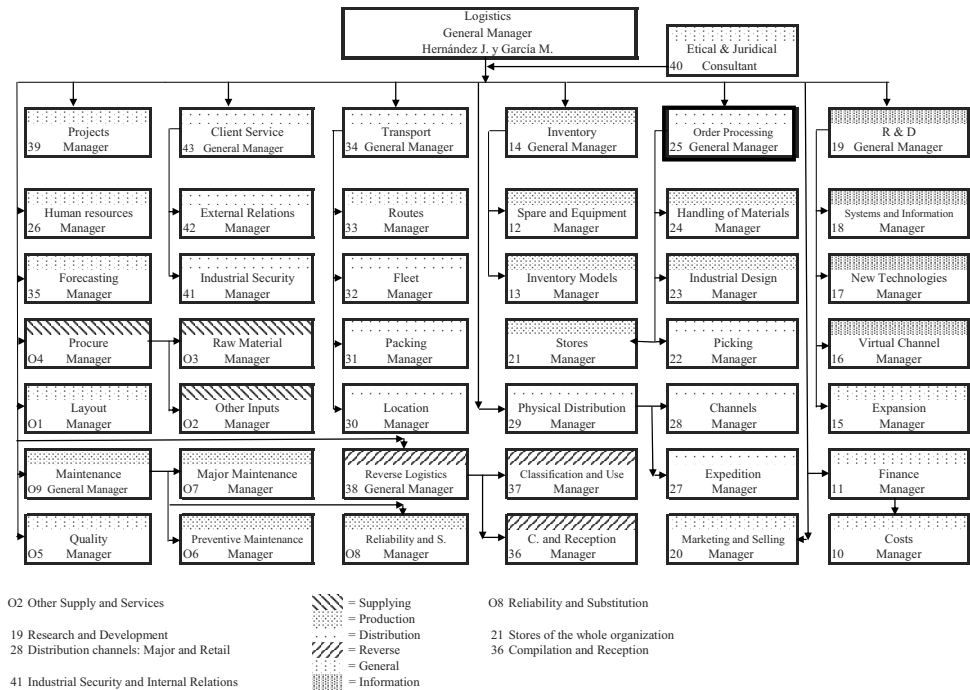 Logistics
General Manager
Hernández J. y García M.
Etical & Juridical
40 Consultant
Projects
39 Manager
Client Service
43 General Manager
Transport
34 General Manager
Inventory
14 General Manager
Order Processing
25 General Manager
R & D
19 General Manager
Human resources
26 Manager
External Relations
42 Manager
Routes
33 Manager
Spare and Equipment
12 Manager
Handling of Materials
24 Manager
Systems and Information
18 Manager
Forecasting
35 Manager
Industrial Security
41 Manager
Fleet
32 Manager
Inventory Models
13 Manager
Industrial Design
23 Manager
New Technologies
17 Manager
Procure
O4 Manager
Raw Material
O3 Manager
Packing
31 Manager
Stores
21 Manager
Picking
22 Manager
Virtual Channel
16 Manager
Layout
O1 Manager
Other Inputs
O2 Manager
Location
30 Manager
Physical Distribution
29 Manager
Channels
28 Manager
Expansion
15 Manager
Maintenance
O9 General Manager
Major Maintenance
O7 Manager
Reverse Logistics
38 General Manager
Classification and Use
37 Manager
Expedition
27 Manager
Finance
11 Manager
Quality
O5 Manager
Preventive Maintenance
O6 Manager
Reliability and S.
O8 Manager
C. and Reception
36 Manager
Marketing and Selling
20 Manager
Costs
10 Manager
O2 Other Supply and Services
19 Research and Development
28 Distribution channels: Major and Retail
41 Industrial Security and Internal Relations
= Supplying
= Production
= Distribution
= Reverse
= General
= Information
O8 Reliability and Substitution
21 Stores of the whole organization
36 Compilation and Reception